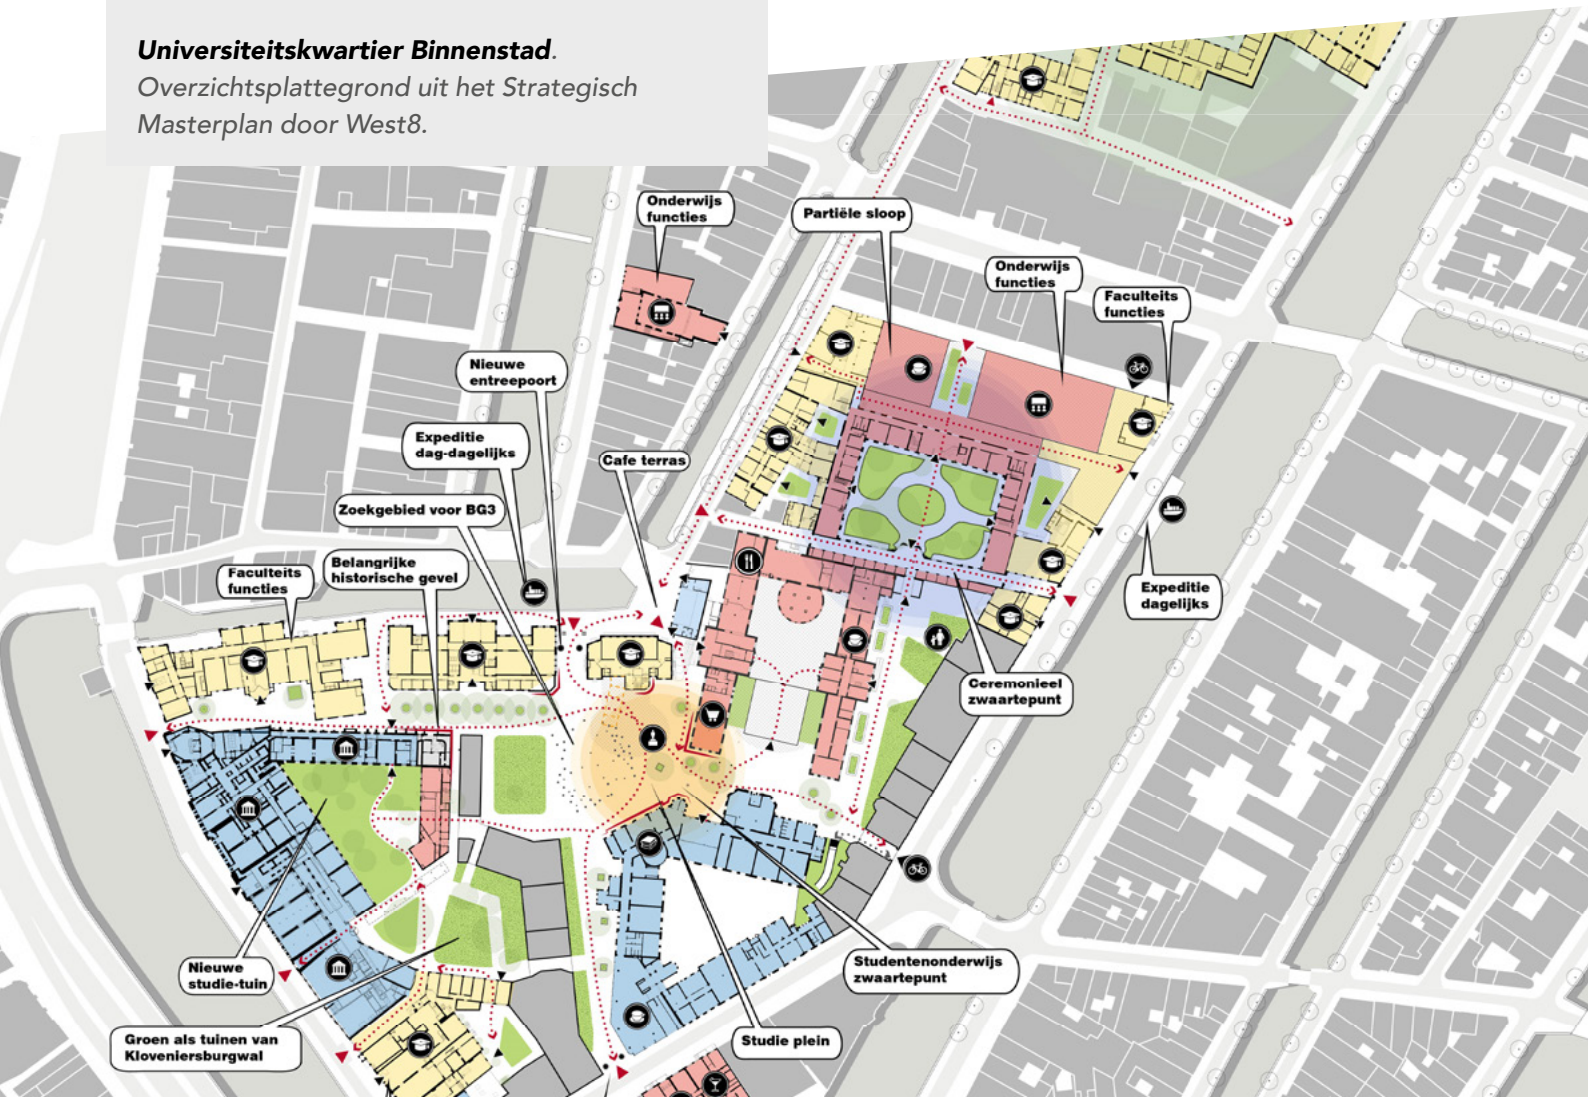 Universiteitskwartier Binnenstad.
Overzichtsplattegrond uit het Strategisch
Masterplan door West8.
Onderwijs
functies
Partiële sloop
Onderwijs
functies
Faculteits
functies
Nieuwe
entreepoort
Expeditie
dag-dagelijks
Cafe terras
Zoekgebied voor BG3
Belangrijke
historische gevel
Faculteits
functies
Expeditie
dagelijks
Ceremonieel
zwaartepunt
Nieuwe
studie-tuin
Studentenonderwijs
zwaartepunt
Groen als tuinen van
Kloveniersburgwal
Studie plein